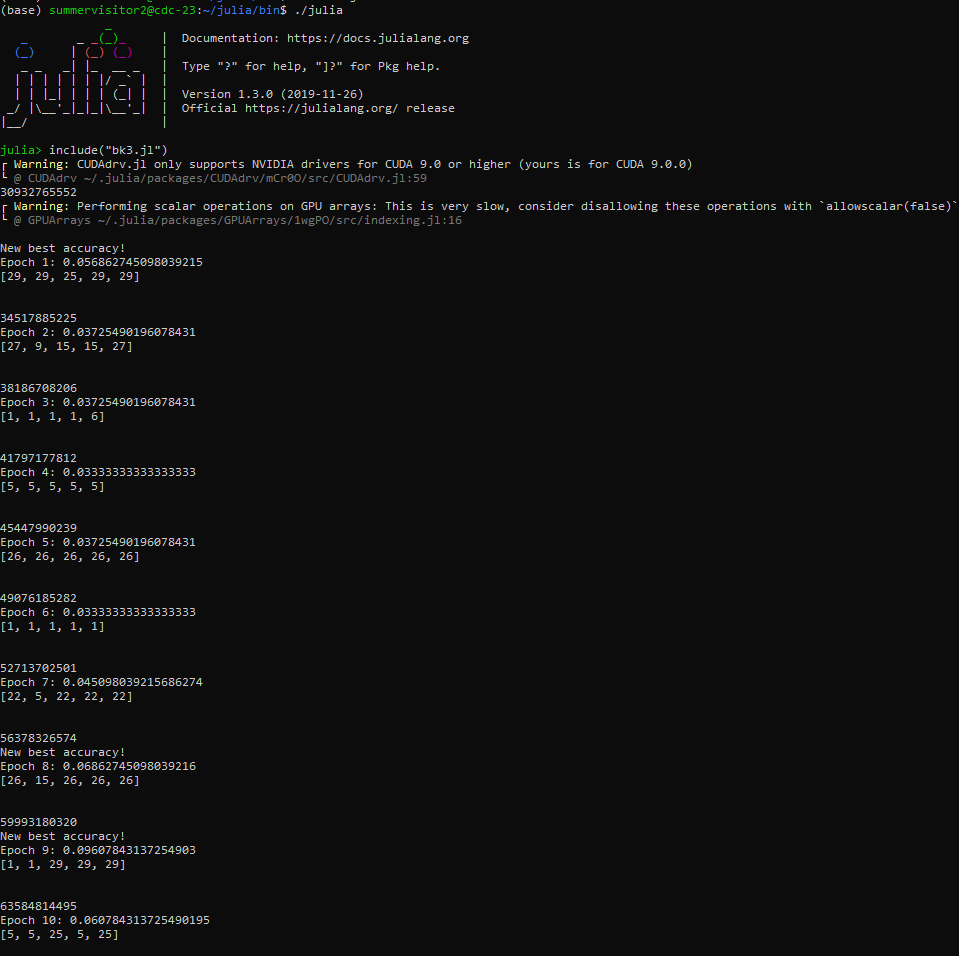 (base) summervisitor2@cdc-23:~/julia/bin$ ./julia
Documentation: https://docs.julialang.org
Type "?" for help, "]?" for Pkg help.
Version 1.3.0 (2019-11-26)
Official https://julialang.org/ release
julia> include("bk3.jl")
┌ Warning: CUDAdrv.jl only supports NVIDIA drivers for CUDA 9.0 or higher (yours is for CUDA 9.0.0)
└ @ CUDAdrv ~/.julia/packages/CUDAdrv/mCr0O/src/CUDAdrv.jl:59
30932765552
┌ Warning: Performing scalar operations on GPU arrays: This is very slow, consider disallowing these operations with `allowscalar(false)`
└ @ GPUArrays ~/.julia/packages/GPUArrays/1wgPO/src/indexing.jl:16
New best accuracy!
Epoch 1: 0.056862745098039215
[29, 29, 25, 29, 29]
34517885225
Epoch 2: 0.03725490196078431
[27, 9, 15, 15, 27]
38186708206
Epoch 3: 0.03725490196078431
[1, 1, 1, 1, 6]
41797177812
Epoch 4: 0.03333333333333333
[5, 5, 5, 5, 5]
45447990239
Epoch 5: 0.03725490196078431
[26, 26, 26, 26, 26]
49076185282
Epoch 6: 0.03333333333333333
[1, 1, 1, 1, 1]
52713702501
Epoch 7: 0.045098039215686274
[22, 5, 22, 22, 22]
56378326574
New best accuracy!
Epoch 8: 0.06862745098039216
[26, 15, 26, 26, 26]
59993180320
New best accuracy!
Epoch 9: 0.09607843137254903
[1, 1, 29, 29, 29]
63584814495
Epoch 10: 0.060784313725490195
[5, 5, 25, 5, 25]